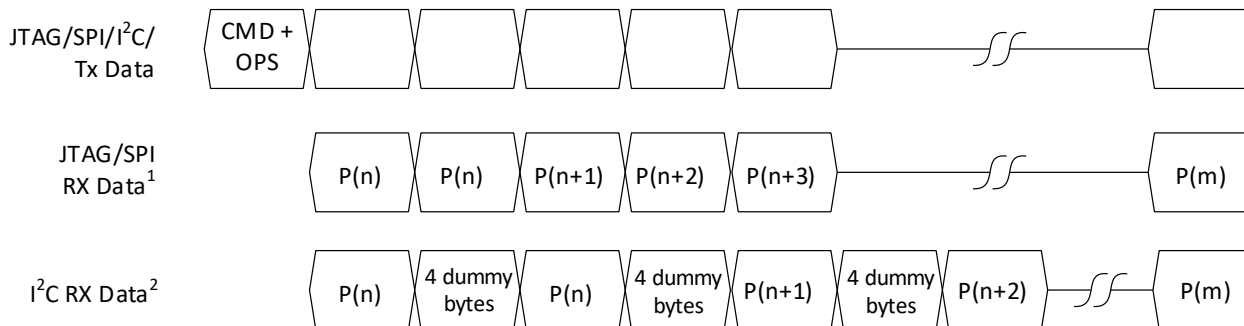 JTAG/SPI/I²C/
Tx Data
CMD +
OPS
JTAG/SPI
RX Data¹
P(n)
P(n)
P(n+1)
P(n+2)
P(n+3)
P(m)
I²C RX Data²
P(n)
4 dummy
bytes
P(n)
4 dummy
bytes
P(n+1)
4 dummy
bytes
P(n+2)
P(m)